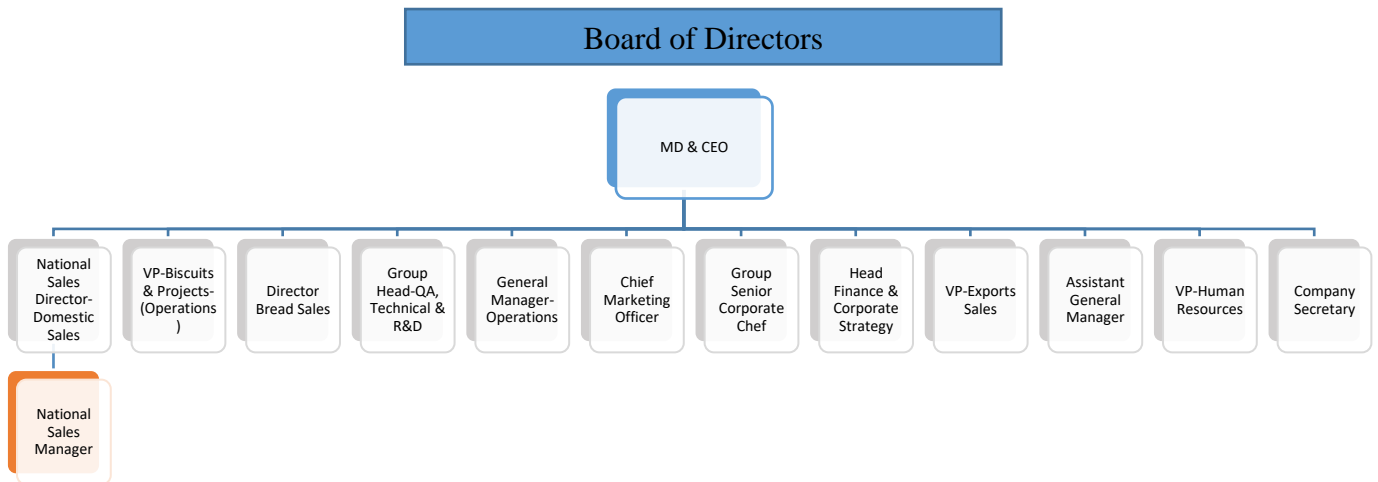 Board of Directors
MD & CEO
National
Sales
Director-
Domestic
Sales
VP-Biscuits
& Projects-
(Operations
)
Director
Bread Sales
Group
Head-QA,
Technical &
R&D
General
Manager-
Operations
Chief
Marketing
Officer
Group
Senior
Corporate
Chef
Head
Finance &
Corporate
Strategy
VP-Exports
Sales
Assistant
General
Manager
VP-Human
Resources
Company
Secretary
National
Sales
Manager